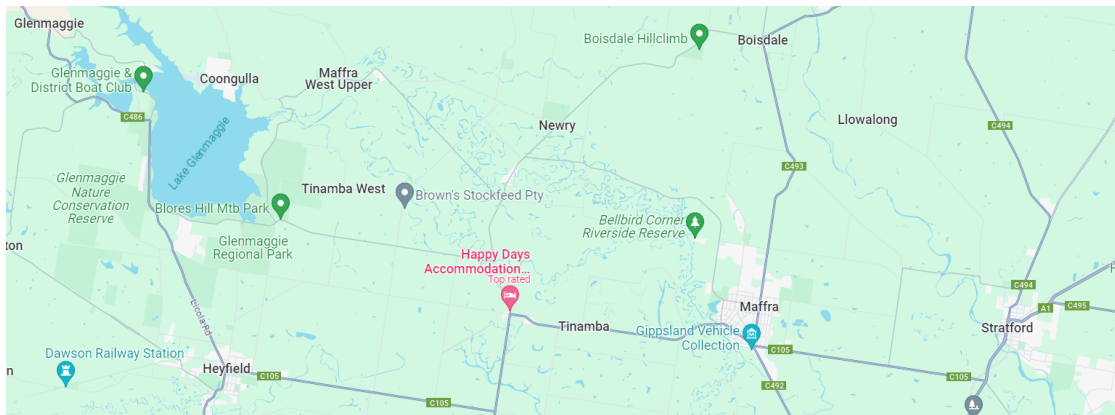 Glenmaggie
Boisdale Hillclimb
Boisdale
Glenmaggie &
District Boat Club
Coongulla
Maffra
West Upper
C486
Newry
Llowalong
C494
Lake Glenmaggie
C493
Glenmaggie
Nature
Conservation
Reserve
Tinamba West
Brown's Stockfeed Pty
Blores Hill Mtb Park
Bellbird Corner
Riverside Reserve
ton
Glenmaggie
Regional Park
Happy Days
Accommodation...
Top rated
H
C494
A1
C495
Licola Rd
Maffra
Tinamba
Gippsland Vehicle
Collection
Stratford
Dawson Railway Station
C105
n
Heyfield
C105
C105
C492
C105